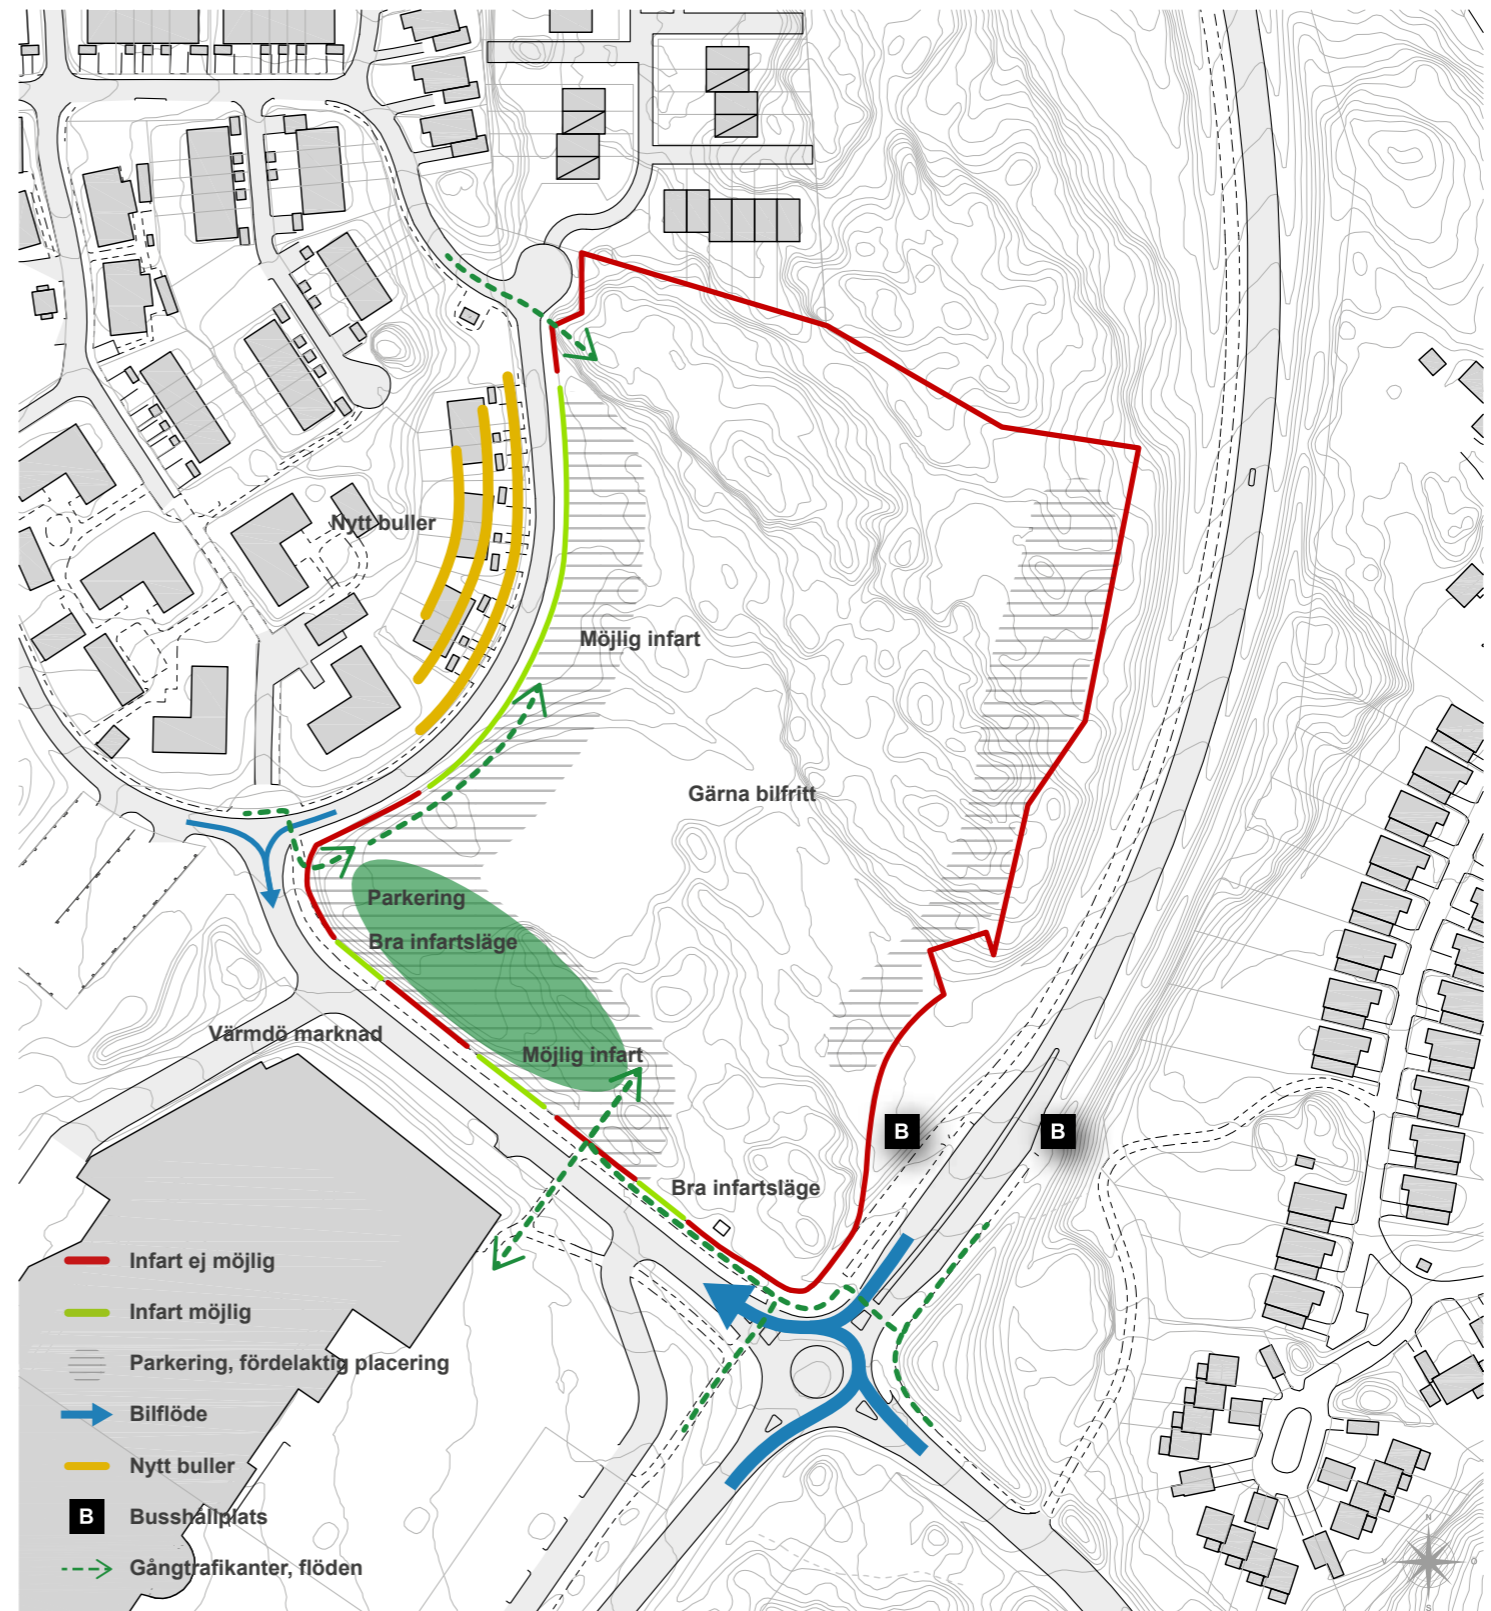 Nytt buller
Möjlig infart
Gärna bilfritt
Parkering
Bra infartsläge
Värmdö marknad
Möjlig infart
B
B
Bra infartsläge
Infart ej möjlig
Infart möjlig
Parkering, fördelaktig placering
Bilflöde
Nytt buller
B
Busshållplats
Gångtrafikanter, flöden
N
V
O
S